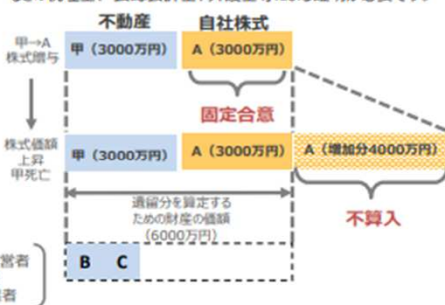 不動産
自社株式
甲→A
株式贈与
甲（3000万円）
A（3000万円）
固定合意
株式価額
上昇
甲死亡
甲（3000万円）
A（3000万円）
A（増加分4000万円）
遺留分を算定する
ための財産の価額
（6000万円）
不算入
営者
B C
者